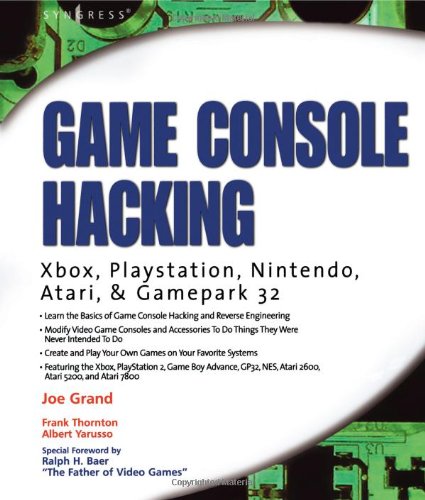 SYNGRESS®
GAME CONSOLE
HACKING
Xbox, Playstation, Nintendo,
Atari, & Gamepark 32
• Learn the Basics of Game Console Hacking and Reverse Engineering
• Modify Video Game Consoles and Accessories To Do Things They Were
Never Intended To Do
• Create and Play Your Own Games on Your Favorite Systems
• Featuring the Xbox, PlayStation 2, Game Boy Advance, GP32, NES, Atari 2600,
Atari 5200, and Atari 7800
Joe Grand
Frank Thornton
Albert Yarusso
Special Foreword by
Ralph H. Baer
"The Father of Video Games"
Copyrighted Material